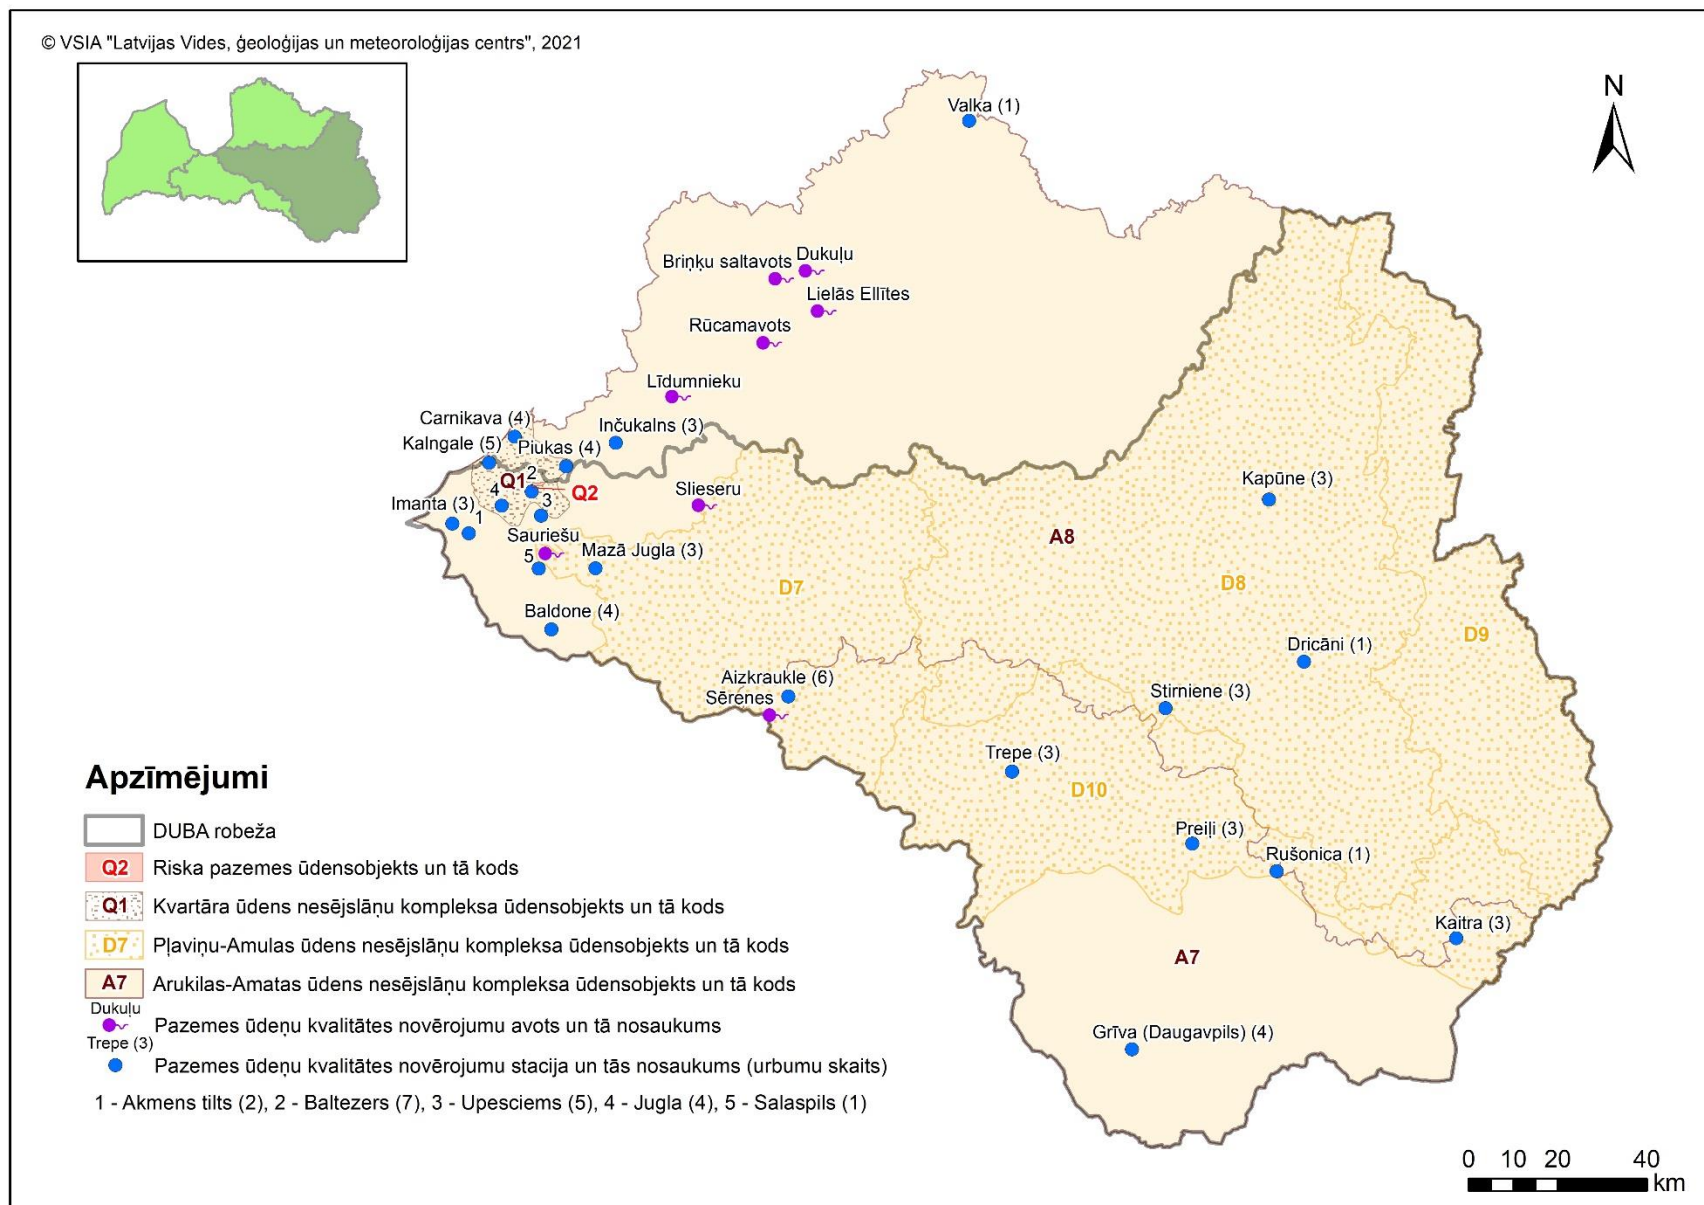 © VSIA "Latvijas Vides, ģeoloģijas un meteoroloģijas centrs", 2021
N
Valka (1)
Briņķu saltavots
Dukuļu
Lielās Ellītes
Rūcamavots
Līdumnieku
Carnikava (4)
Inčukalns (3)
Kalngale (5)
Piukas (4)
Q1
2
Q2
4
3
Slieseru
Kapūne (3)
Imanta (3)
1
Sauriešu
A8
5
Mazā Jugla (3)
D7
D8
Baldone (4)
D9
Dricāni (1)
Aizkraukle (6)
Sērenes
Stirniene (3)
Trepe (3)
D10
Preiļi (3)
Rušonica (1)
Kaitra (3)
A7
Grīva (Daugavpils) (4)
Apzīmējumi
DUBA robeža
Q2 Riska pazemes ūdensobjekts un tā kods
Q1 Kvartāra ūdens nesējslāņu kompleksa ūdensobjekts un tā kods
D7 Pļaviņu-Amulas ūdens nesējslāņu kompleksa ūdensobjekts un tā kods
A7 Arukilas-Amatas ūdens nesējslāņu kompleksa ūdensobjekts un tā kods
Dukuļu
Pazemes ūdeņu kvalitātes novērojumu avots un tā nosaukums
Trepe (3)
Pazemes ūdeņu kvalitātes novērojumu stacija un tās nosaukums (urbumu skaits)
1 - Akmens tilts (2), 2 - Baltezers (7), 3 - Upesciems (5), 4 - Jugla (4), 5 - Salaspils (1)
0 10 20 40
km